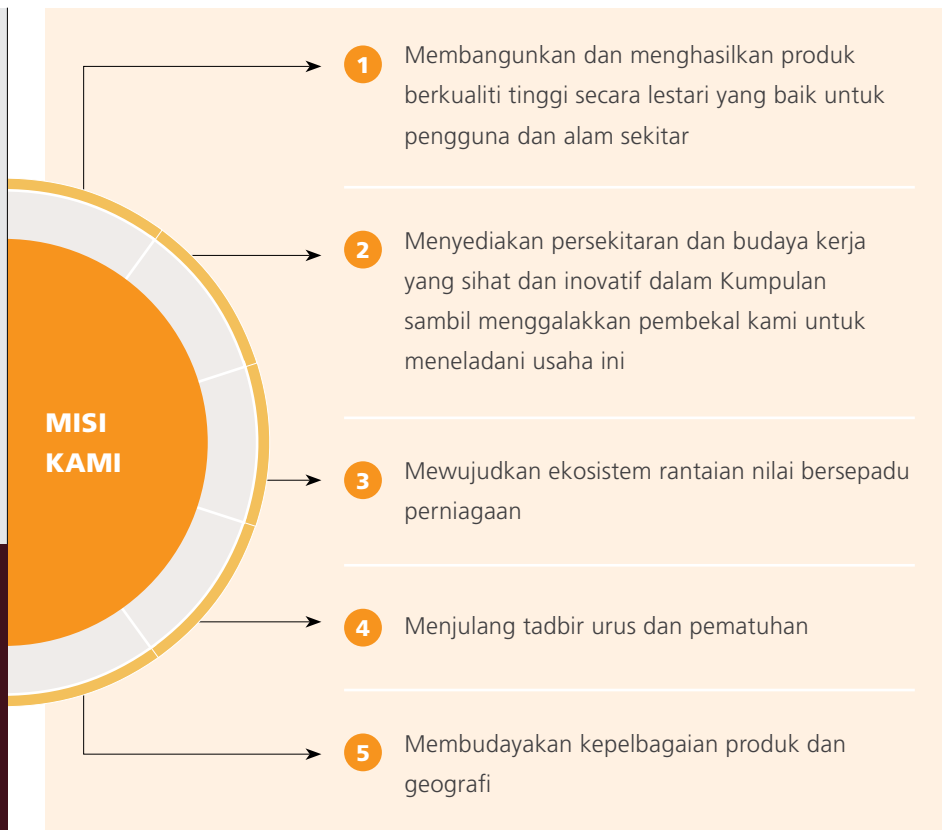 MISI
KAMI
1
Membangunkan dan menghasilkan produk
berkualiti tinggi secara lestari yang baik untuk
pengguna dan alam sekitar
2
Menyediakan persekitaran dan budaya kerja
yang sihat dan inovatif dalam Kumpulan
sambil menggalakkan pembekal kami untuk
meneladani usaha ini
3
Mewujudkan ekosistem rantaian nilai bersepadu
perniagaan
4
Menjulang tadbir urus dan pematuhan
5
Membudayakan kepelbagaian produk dan
geografi